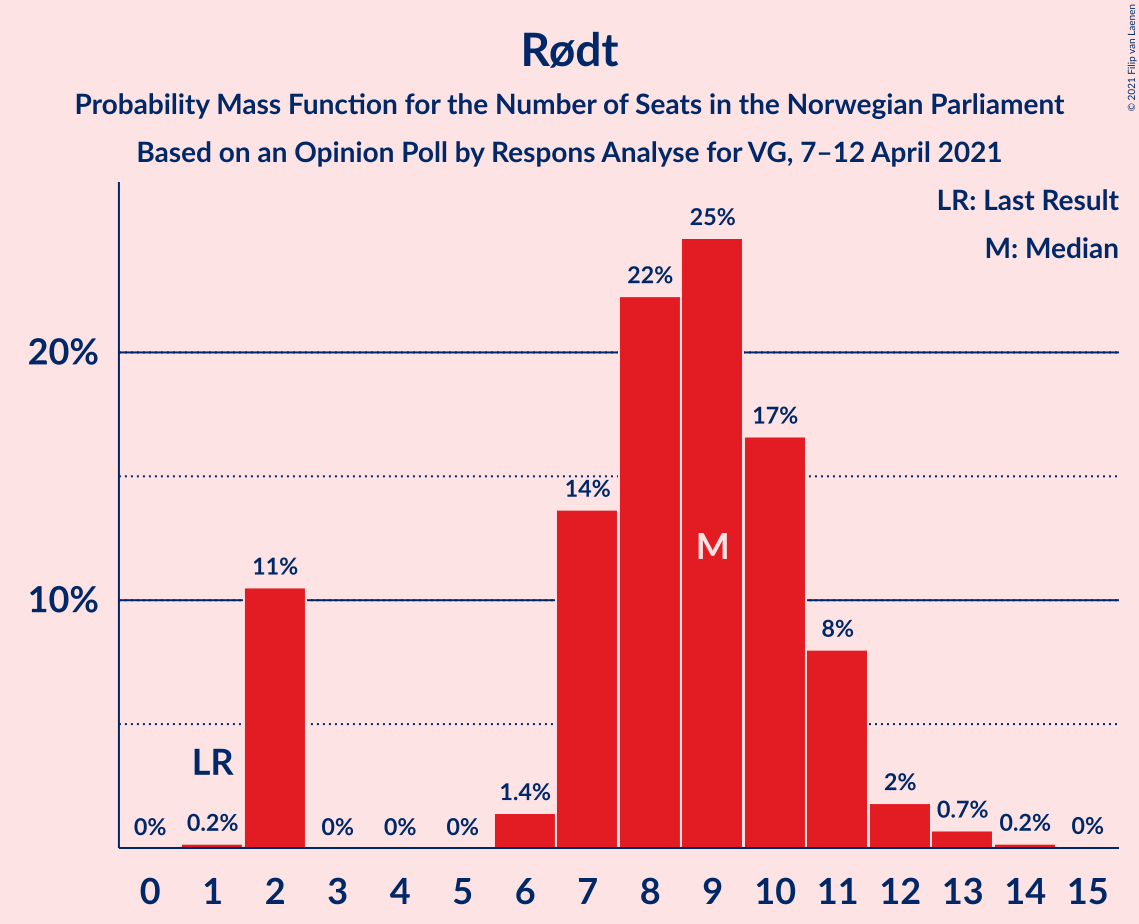 Rødt
Probability Mass Function for the Number of Seats in the Norwegian Parliament
Based on an Opinion Poll by Respons Analyse for VG, 7–12 April 2021
© 2021 Filip van Laenen
LR: Last Result
M: Median
25%
22%
20%
17%
14%
M
11%
10%
8%
LR
0% 0.2% 0% 0% 0% 1.4% 2% 0.7% 0.2% 0%
0 1 2 3 4 5 6 7 8 9 10 11 12 13 14 15